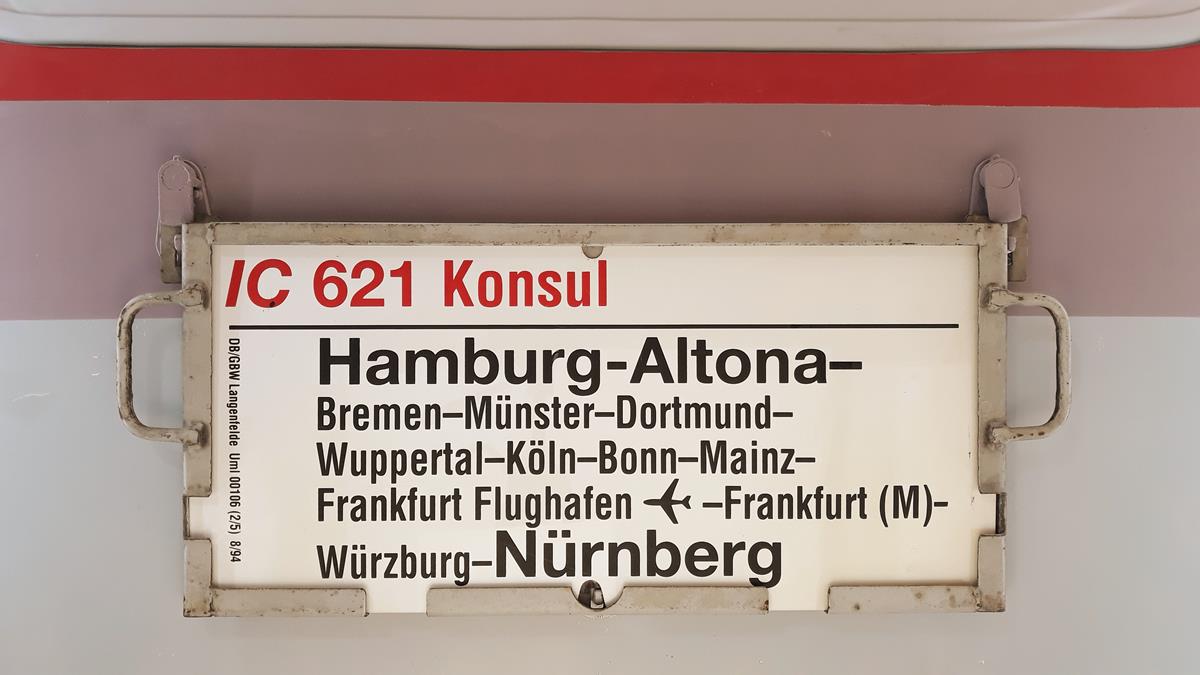 IC 621 Konsul
Hamburg-Altona–
Bremen–Münster–Dortmund–
Wuppertal–Köln–Bonn–Mainz–
Frankfurt Flughafen –Frankfurt (M)-
Würzburg–Nürnberg
DB/GBW Langenfelde Uml 00106 (2/5) 8/94